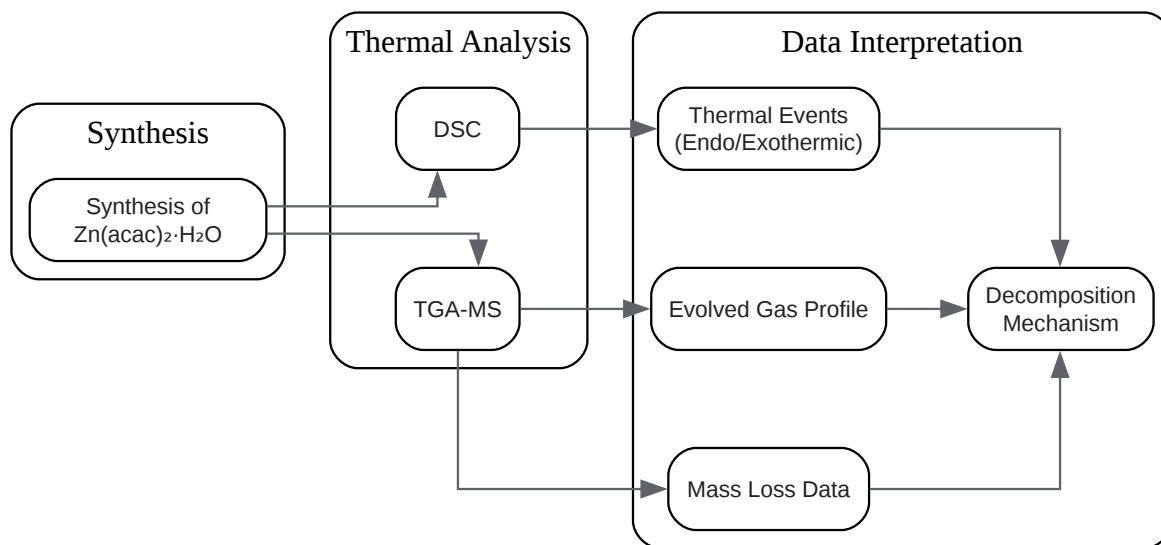 Synthesis
Synthesis of
Zn(acac)₂·H₂O
Thermal Analysis
DSC
TGA-MS
Data Interpretation
Thermal Events
(Endo/Exothermic)
Evolved Gas Profile
Mass Loss Data
Decomposition
Mechanism